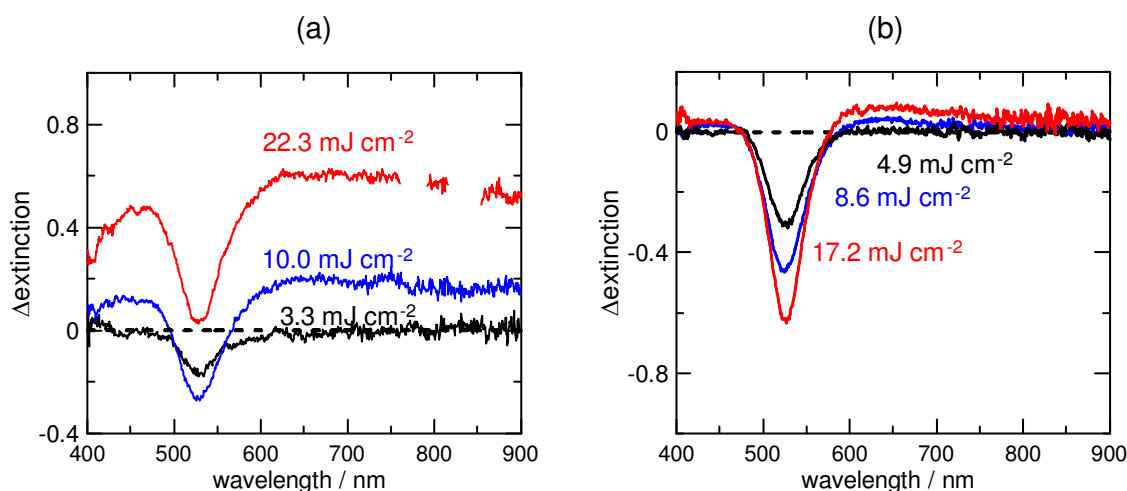 (a)
0.8
0.4
0
-0.4
Δextinction
22.3 mJ cm-2
10.0 mJ cm-2
3.3 mJ cm-2
400 500 600 700 800 900
wavelength / nm
(b)
0
-0.4
-0.8
Δextinction
4.9 mJ cm-2
8.6 mJ cm-2
17.2 mJ cm-2
400 500 600 700 800 900
wavelength / nm